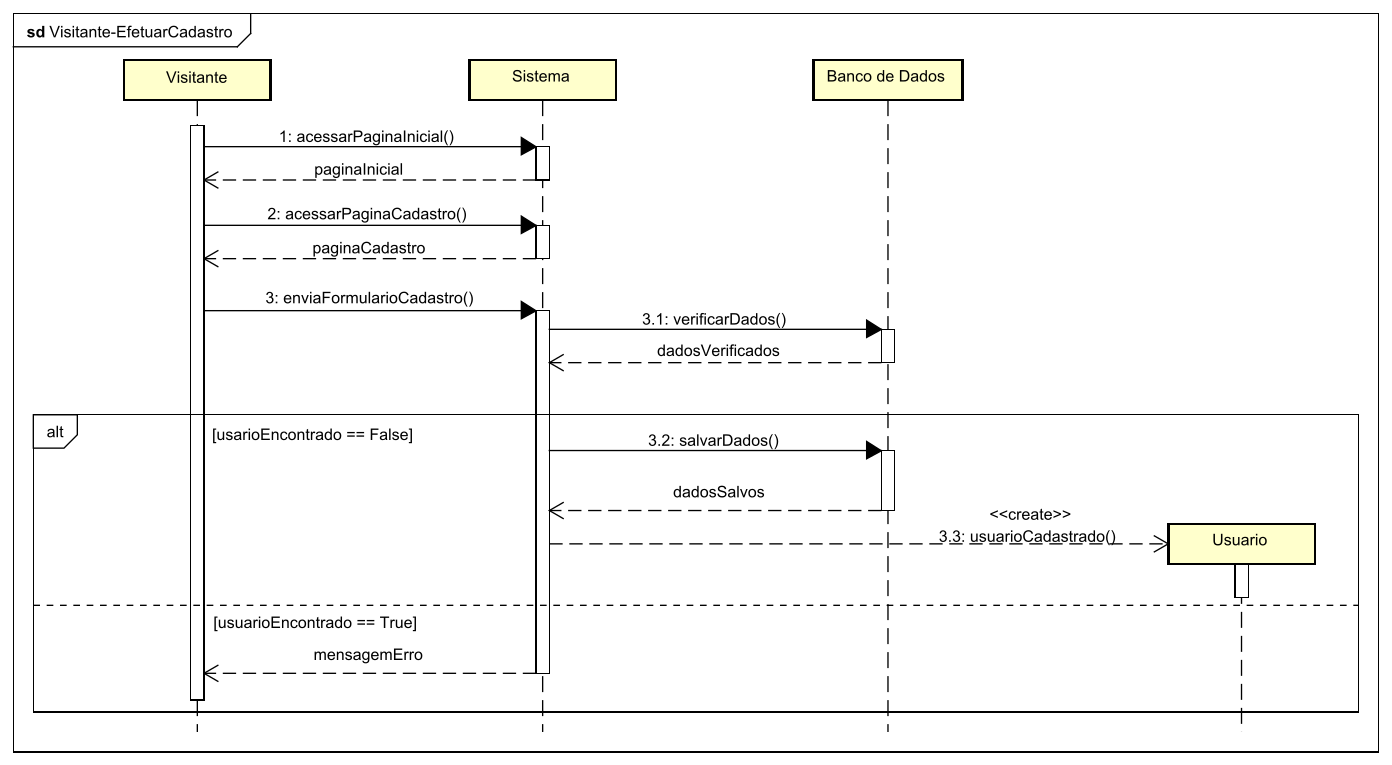 sd Visitante-EfetuarCadastro
Visitante
Sistema
Banco de Dados
1: acessarPaginaInicial()
paginaInicial
2: acessarPaginaCadastro()
paginaCadastro
3: enviaFormularioCadastro()
3.1: verificarDados()
dadosVerificados
alt
[usarioEncontrado == False]
3.2: salvarDados()
dadosSalvos
<<create>>
3.3: usuarioCadastrado()
Usuario
[usuarioEncontrado == True]
mensagemErro